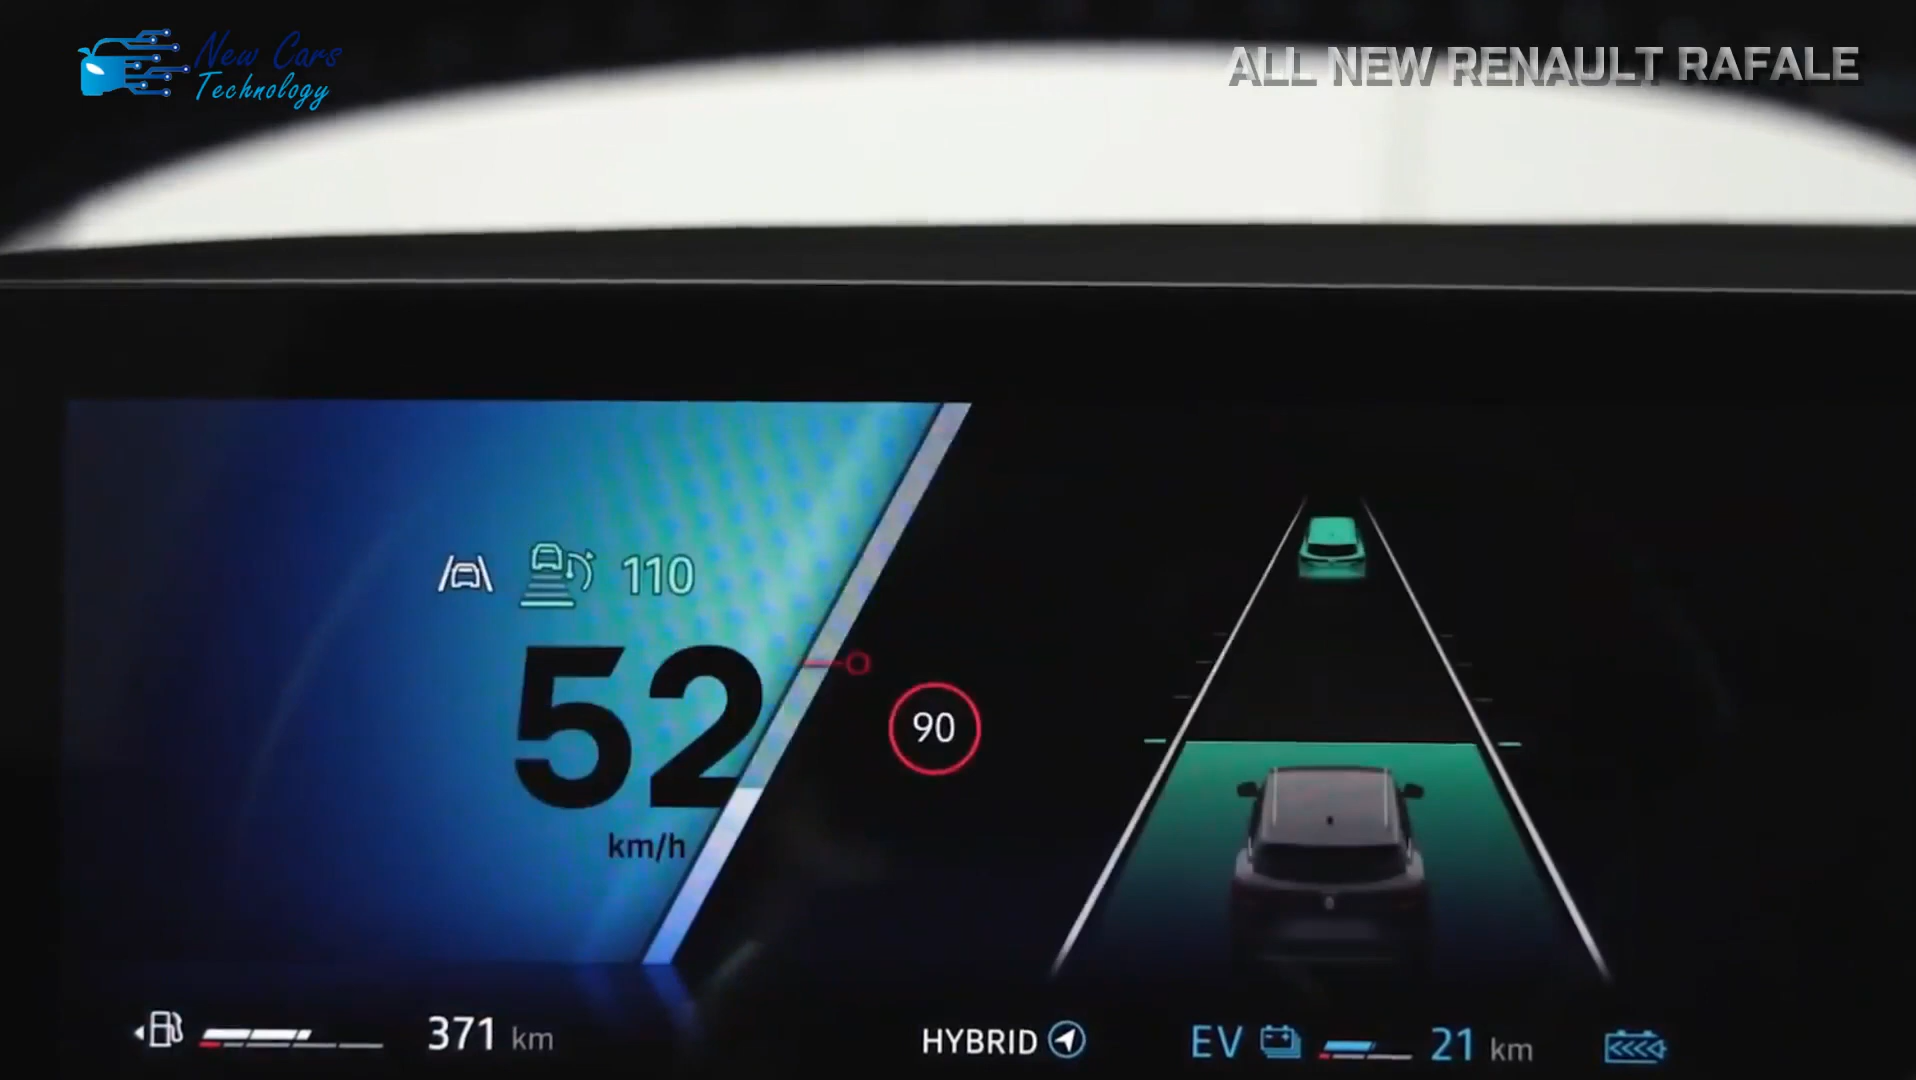 New Cars
Technology
ALL NEW RENAULT RAFALE
110
52
km/h
90
371 km
HYBRID
EV
21 km